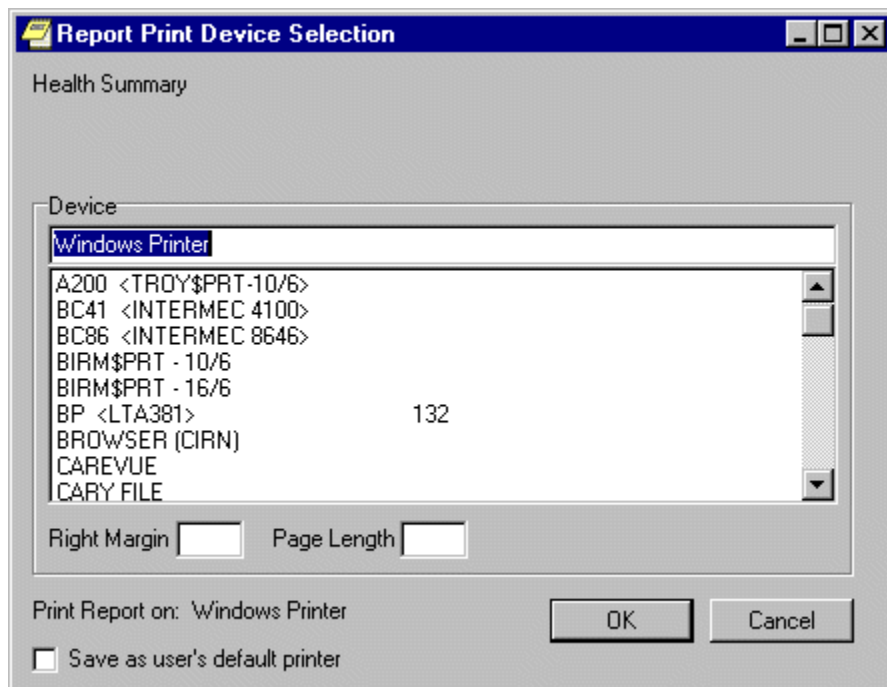 Report Print Device Selection
Health Summary
Device
Windows Printer
A200 <TROY$PRT-10/6>
BC41 <INTERMEC 4100>
BC86 <INTERMEC 8646>
BIRM$PRT - 10/6
BIRM$PRT - 16/6
BP <LTA381> 132
BROWSER (CIRN)
CAREVUE
CARY FILE
Right Margin Page Length
Print Report on: Windows Printer
OK Cancel
Save as user's default printer